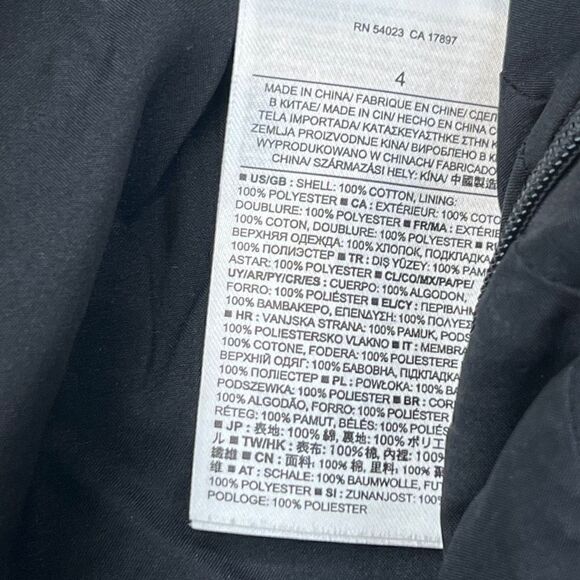 RN 54023 CA 17897
4
MADE IN CHINA/ FABRIQUE EN CHINE/ СДЕЛ
В КИТАЕ/ MADE IN CIN/ HECHO EN CHINA C
TELA IMPORTADA/ ΚΑΤΑΣΚΕΥΑΣΤΗΚΕ ΣΤΗΝ Κ
ZEMLJA PROIZVODNJE KINA/ ВИРОБЛЕНО В К
WYPRODUKOWANO W CHINACH/ FABRICADO
CHINA/ SZÁRMAZÁSI HELY: KÍNA/ 中國製造
■ US/GB : SHELL: 100% COTTON, LINING:
100% POLYESTER ■ CA : EXTÉRIEUR: 100% COTO
DOUBLURE: 100% POLYESTER ■ FR/MA : EXTÉRIE
100% COTON, DOUBLURE: 100% POLYESTER ■ R
ВЕРХНЯЯ ОДЕЖДА: 100% ХЛОПОК, ПОДКЛАДКА
100% ПОЛИЭСТЕР ■ TR : DIŞ YÜZEY: 100% PAM
ASTAR: 100% POLYESTER ■ CL/CO/MX/PA/PE/
UY/AR/PY/CR/ES : CUERPO: 100% ALGODON,
FORRO: 100% POLIÉSTER ■ EL/CY : ΠΕΡΙΒΛΗΜ
100% ΒΑΜΒΑΚΕΡΟ, ΕΠΕΝΔΥΣΗ: 100% ΠΟΛΥΕΣ
■ HR : VANJSKA STRANA: 100% PAMUK, PODS
100% POLIESTERSKO VLAKNO ■ IT : MEMBRA
100% COTONE, FODERA: 100% POLIESTERE
ВЕРХНІЙ ОДЯГ: 100% БАВОВНА, ПІДКЛАДКА
100% ПОЛІЕСТЕР ■ PL : POWŁOKA: 100% BA
PODSZEWKA: 100% POLIESTER ■ BR : COR
100% ALGODÃO, FORRO: 100% POLIÉSTER
RÉTEG: 100% PAMUT, BÉLÉS: 100% POLIÉS
■ JP : 表地: 100% 綿, 裏地: 100% ポリエ
ル ■ TW/HK : 表布: 100% 棉, 內裡: 100%
纖維 ■ CN : 面料: 100% 棉, 里料: 100%
维 ■ AT : SCHALE: 100% BAUMWOLLE, FUT
100% POLYESTER ■ SI : ZUNANJOST: 100%
PODLOGE: 100% POLIESTER